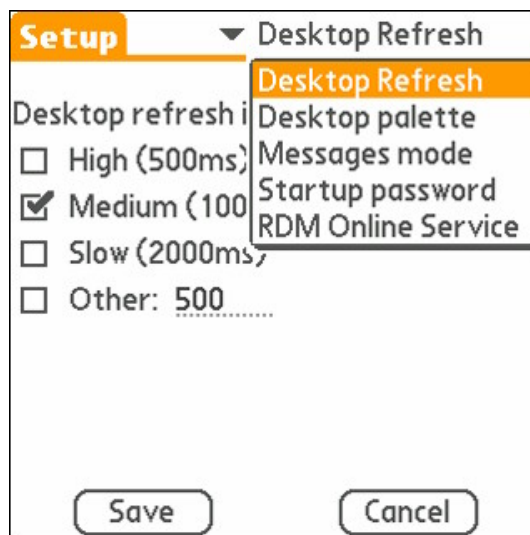 Setup
Desktop Refresh
Desktop Refresh
Desktop palette
Messages mode
Startup password
RDM Online Service
Desktop refresh i
High (500ms)
Medium (100
Slow (2000ms)
Other: 500
Save
Cancel